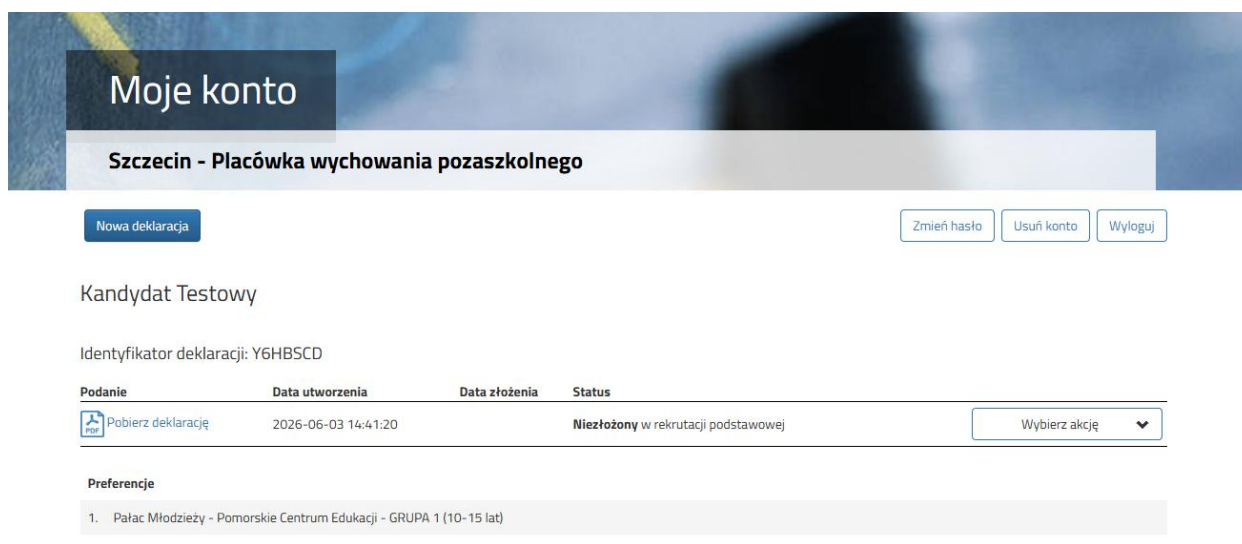 Moje konto
Szczecin - Placówka wychowania pozaszkolnego
Nowa deklaracja Zmień hasło Usuń konto Wyloguj
Kandydat Testowy
Identyfikator deklaracji: Y6HBSCD
Podanie Data utworzenia Data złożenia Status
PDF Pobierz deklarację 2026-06-03 14:41:20 Niezłożony w rekrutacji podstawowej Wybierz akcję
Preferencje
1. Pałac Młodzieży - Pomorskie Centrum Edukacji - GRUPA 1 (10-15 lat)